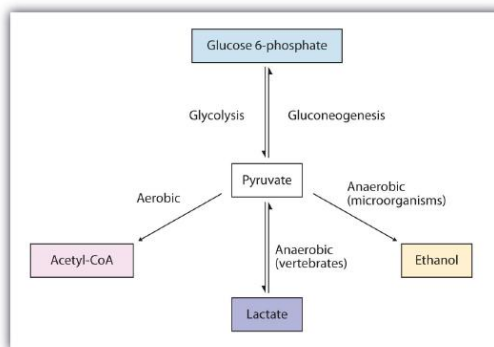 Glucose 6-phosphate
Glycolysis
Gluconeogenesis
Pyruvate
Aerobic
Anaerobic
(microorganisms)
Acetyl-CoA
Anaerobic
(vertebrates)
Ethanol
Lactate